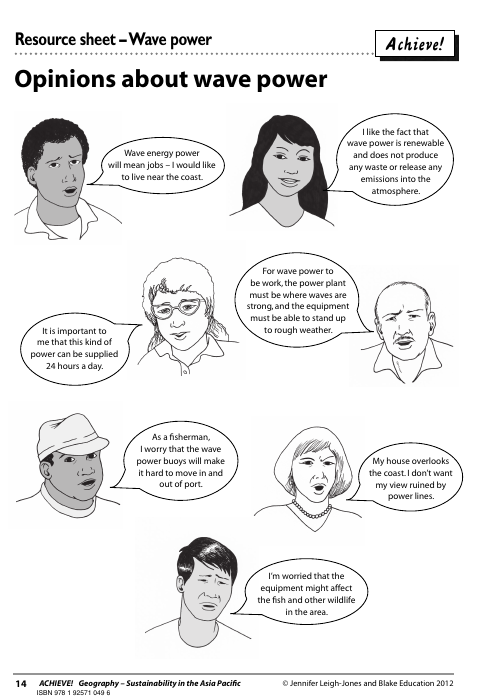 Resource sheet – Wave power
Achieve!
Opinions about wave power
Wave energy power
will mean jobs – I would like
to live near the coast.
I like the fact that
wave power is renewable
and does not produce
any waste or release any
emissions into the
atmosphere.
It is important to
me that this kind of
power can be supplied
24 hours a day.
For wave power to
be work, the power plant
must be where waves are
strong, and the equipment
must be able to stand up
to rough weather.
As a fisherman,
I worry that the wave
power buoys will make
it hard to move in and
out of port.
My house overlooks
the coast. I don't want
my view ruined by
power lines.
I'm worried that the
equipment might affect
the fish and other wildlife
in the area.
14 ACHIEVE! Geography – Sustainability in the Asia Pacific
© Jennifer Leigh-Jones and Blake Education 2012
ISBN 978 1 92571 049 6